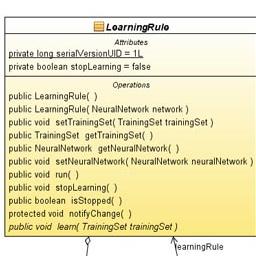 LearningRule
Attributes
private long serialVersionUID = 1L
private boolean stopLearning = false
Operations
public LearningRule( )
public LearningRule( NeuralNetwork network )
public void setTrainingSet( TrainingSet trainingSet )
public TrainingSet getTrainingSet( )
public NeuralNetwork getNeuralNetwork( )
public void setNeuralNetwork( NeuralNetwork neuralNetwork )
public void run( )
public void stopLearning( )
public boolean isStopped( )
protected void notifyChange( )
public void learn( TrainingSet trainingSet )
learningRule